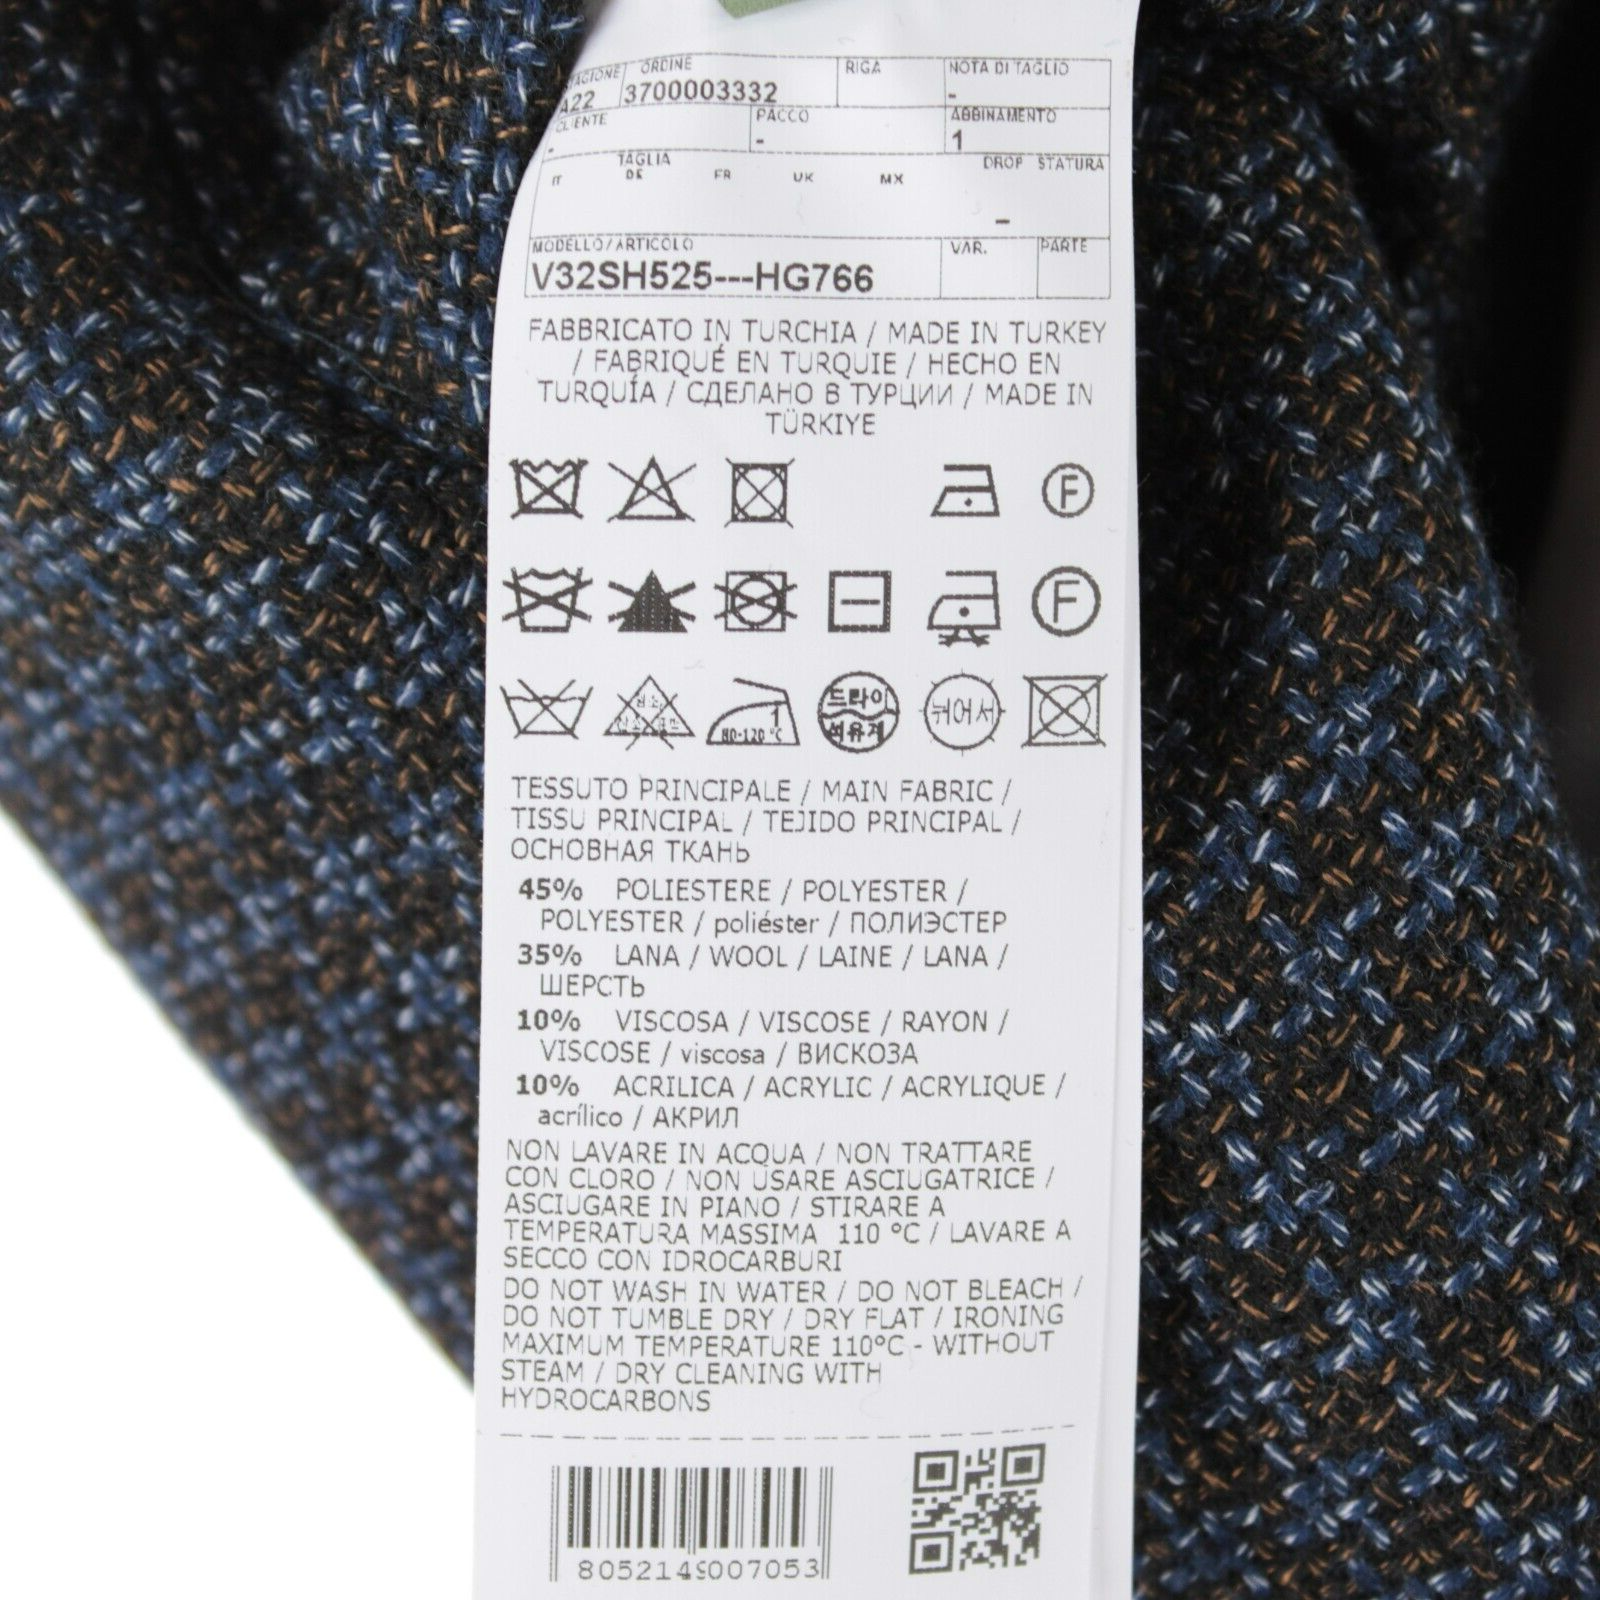 ORDINE RIGA NOTA DI TAGLIO
A22 3700003332 -
CLIENTE PACCO ABBINAMENTO
- - 1
TAGLIA DROP STATURA
IT DE FR UK MX
-
MODELLO/ARTICOLO VAR. PARTE
V32SH525---HG766
FABBRICATO IN TURCHIA / MADE IN TURKEY
/ FABRIQUÉ EN TURQUIE / HECHO EN
TURQUÍA / СДЕЛАНО В ТУРЦИИ / MADE IN
TÜRKIYE
F
F
드라이
1
80-120 °C 석유계
TESSUTO PRINCIPALE / MAIN FABRIC /
TISSU PRINCIPAL / TEJIDO PRINCIPAL /
ОСНОВНАЯ ТКАНЬ
45% POLIESTERE / POLYESTER /
POLYESTER / poliéster / ПОЛИЭСТЕР
35% LANA / WOOL / LAINE / LANA /
ШЕРСТЬ
10% VISCOSA / VISCOSE / RAYON /
VISCOSE / viscosa / ВИСКОЗА
10% ACRILICA / ACRYLIC / ACRYLIQUE /
acrílico / АКРИЛ
NON LAVARE IN ACQUA / NON TRATTARE
CON CLORO / NON USARE ASCIUGATRICE /
ASCIUGARE IN PIANO / STIRARE A
TEMPERATURA MASSIMA 110 °C / LAVARE A
SECCO CON IDROCARBURI
DO NOT WASH IN WATER / DO NOT BLEACH /
DO NOT TUMBLE DRY / DRY FLAT / IRONING
MAXIMUM TEMPERATURE 110°C - WITHOUT
STEAM / DRY CLEANING WITH
HYDROCARBONS
8052149007053